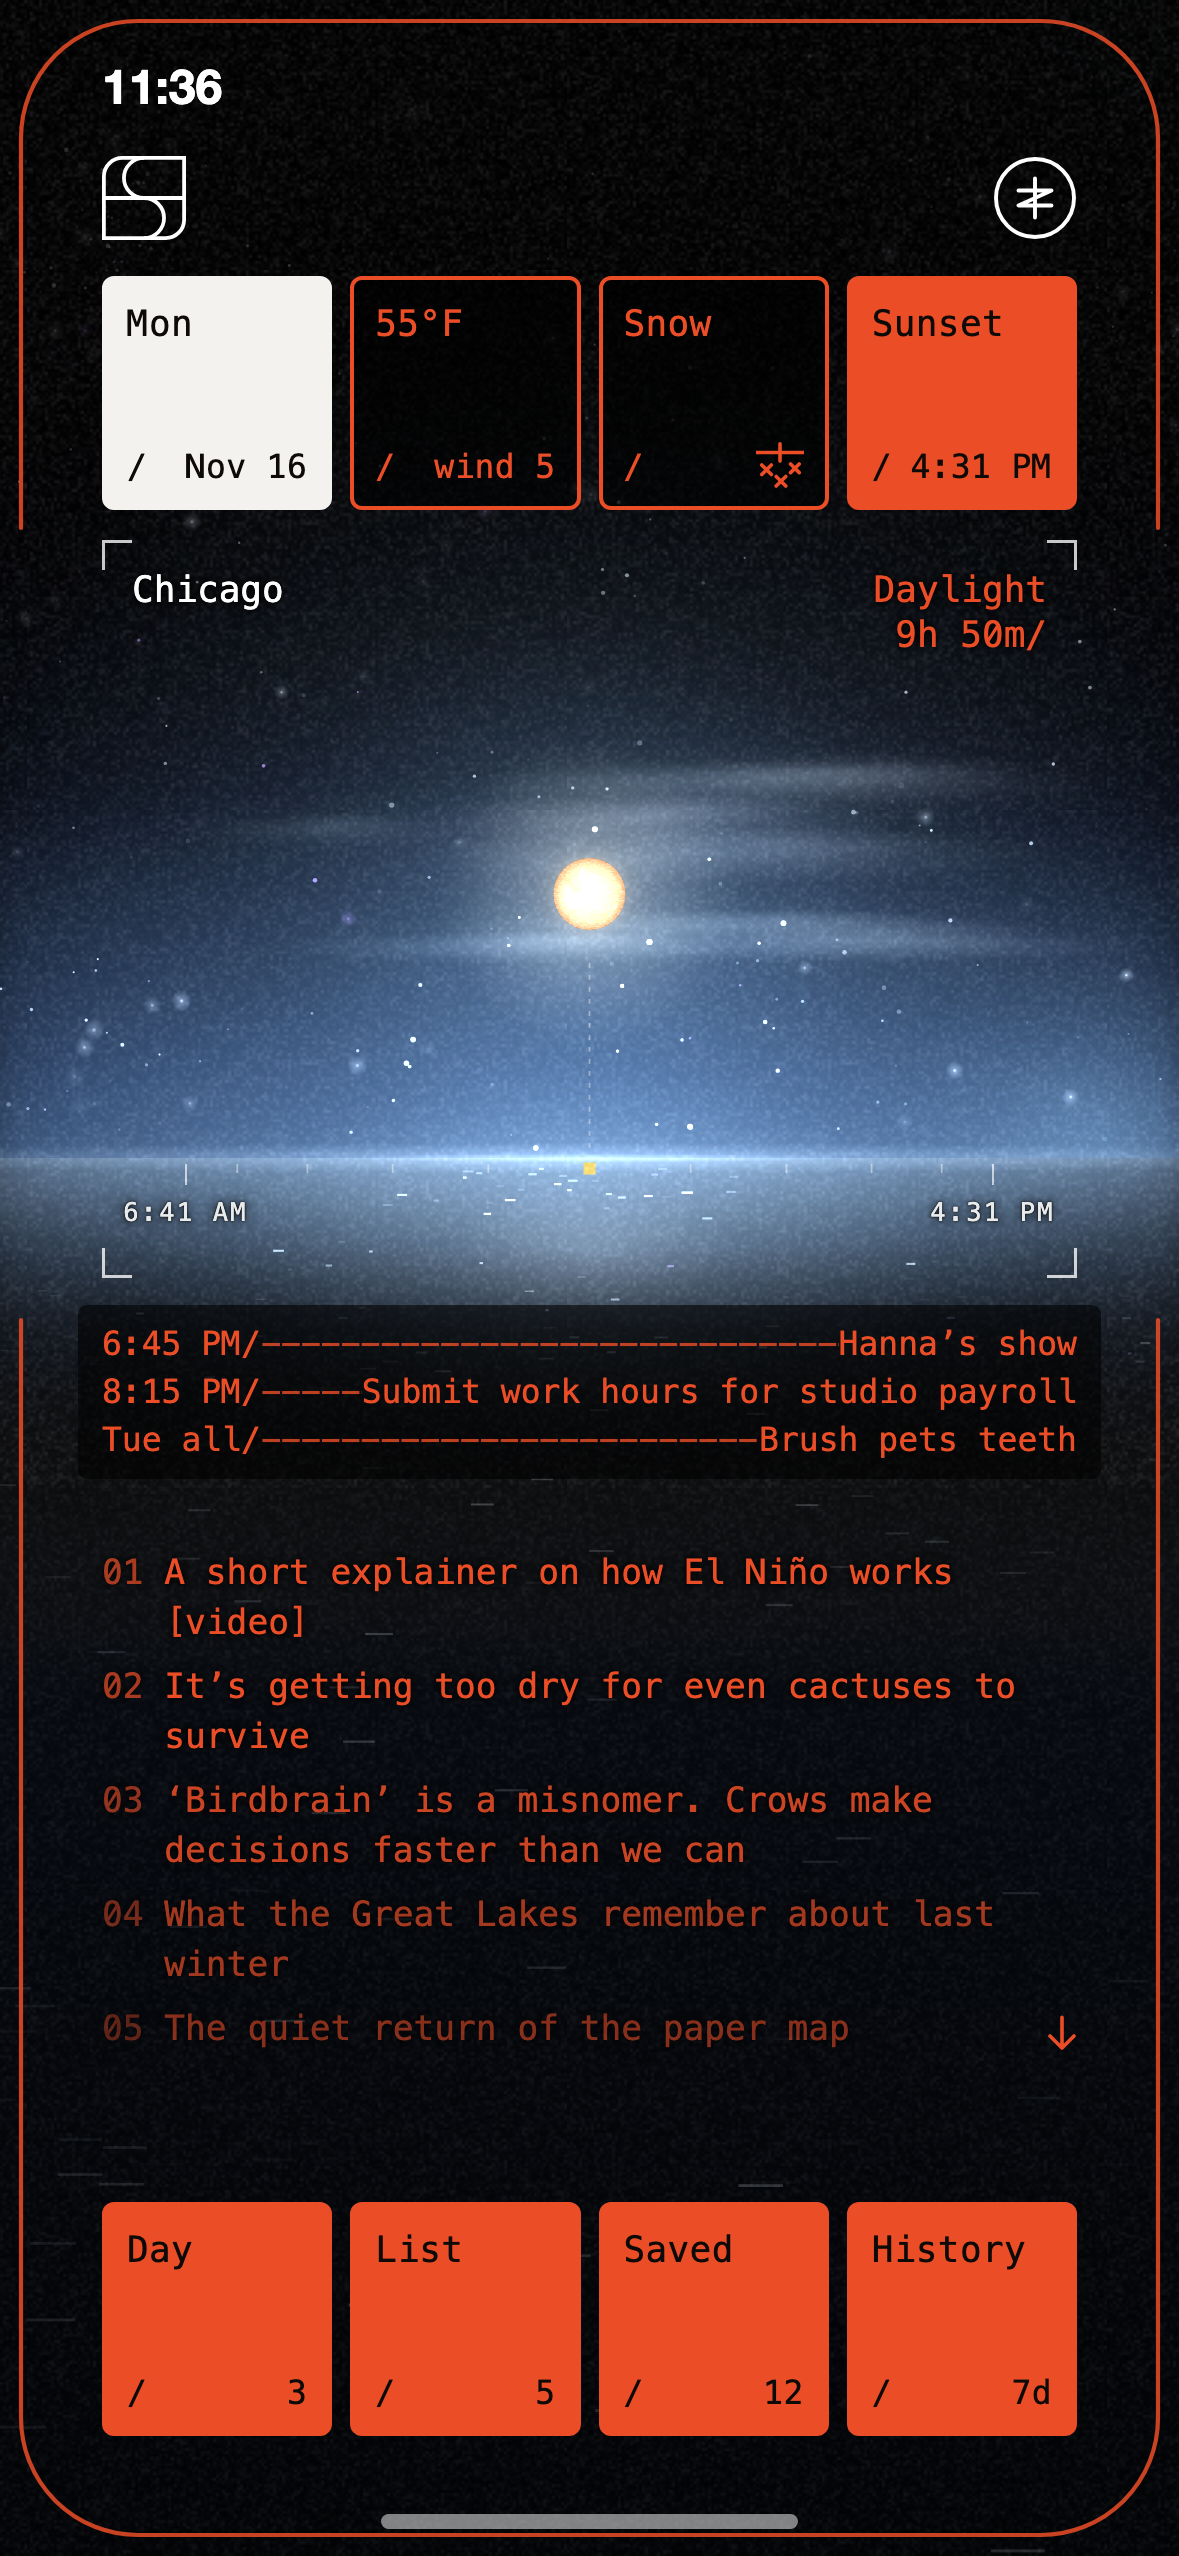 11:36
Mon
/ Nov 16
55°F
/ wind 5
Snow
/
Sunset
/ 4:31 PM
Chicago
Daylight
9h 50m/
6:41 AM
4:31 PM
6:45 PM/—————————————————————————————Hanna’s show
8:15 PM/—————Submit work hours for studio payroll
Tue all/—————————————————————————Brush pets teeth
01 A short explainer on how El Niño works
[video]
02 It’s getting too dry for even cactuses to
survive
03 ‘Birdbrain’ is a misnomer. Crows make
decisions faster than we can
04 What the Great Lakes remember about last
winter
05 The quiet return of the paper map
Day
/ 3
List
/ 5
Saved
/ 12
History
/ 7d